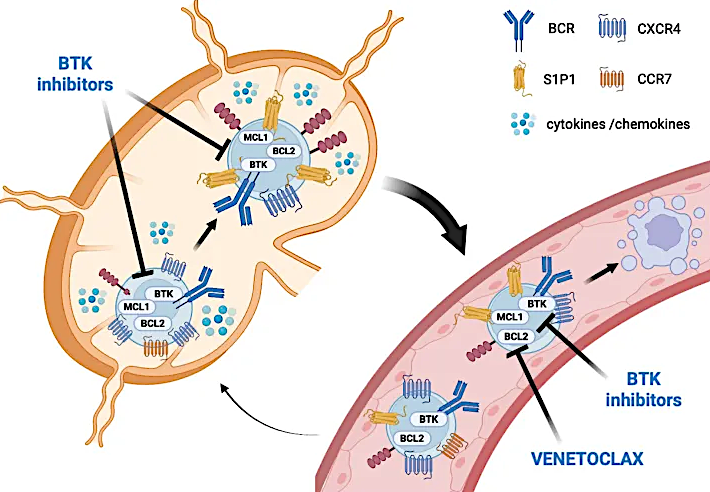 BCR
CXCR4
S1P1
CCR7
cytokines /chemokines
BTK
inhibitors
MCL1
BCL2
BTK
BTK
MCL1
BCL2
BTK
MCL1
BCL2
BTK
BCL2
BTK
inhibitors
VENETOCLAX